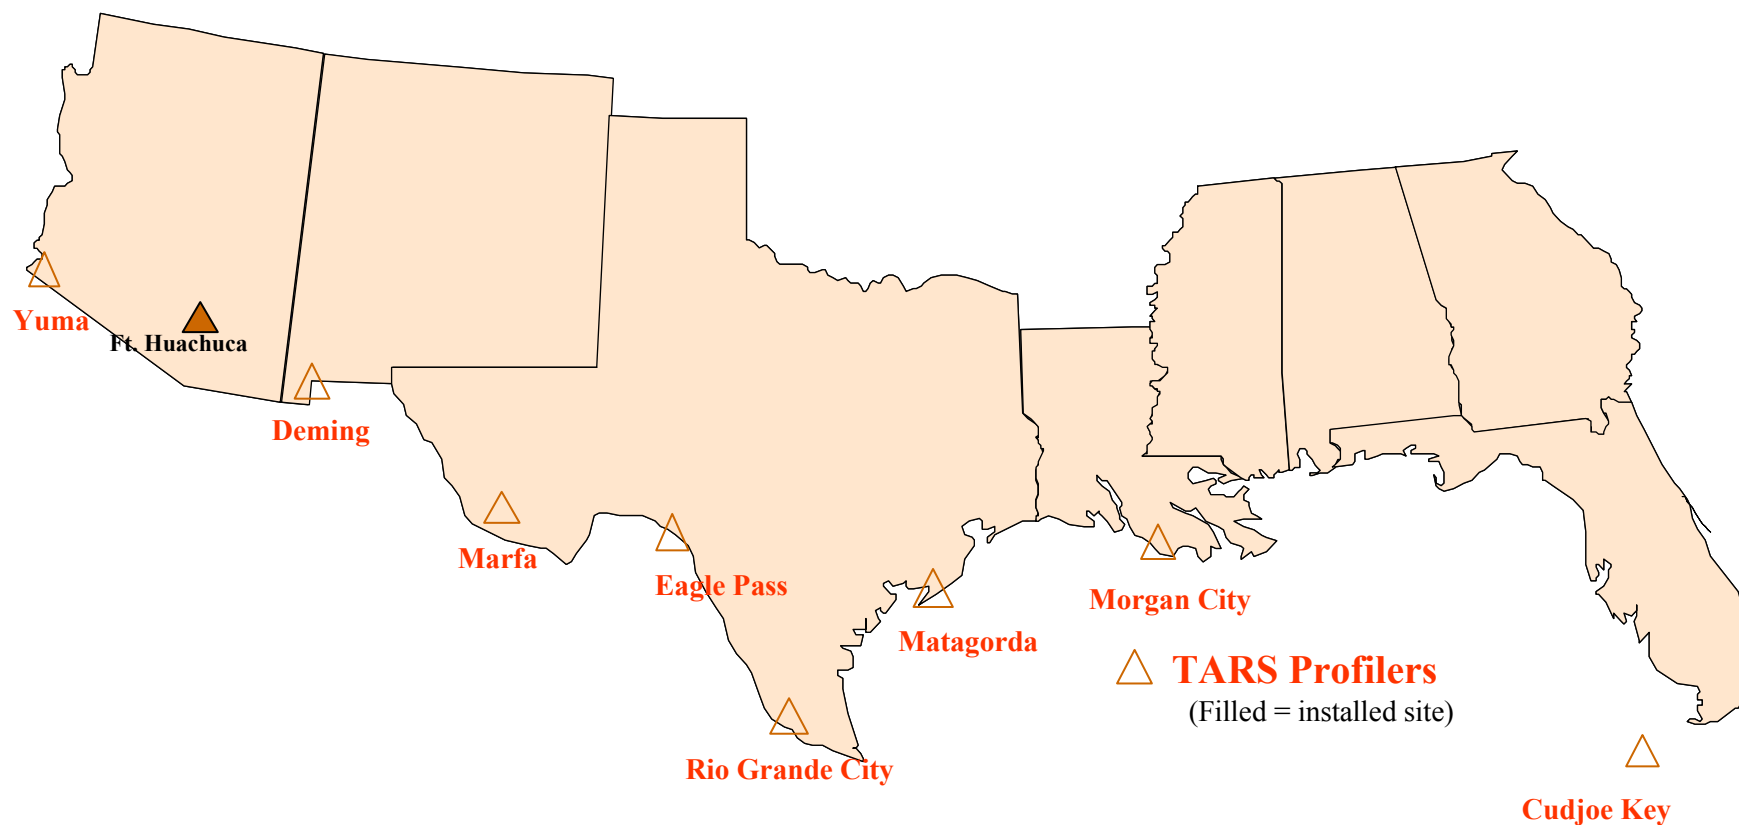 Yuma
Ft. Huachuca
Deming
Marfa
Eagle Pass
Morgan City
Matagorda
TARS Profilers
(Filled = installed site)
Rio Grande City
Cudjoe Key